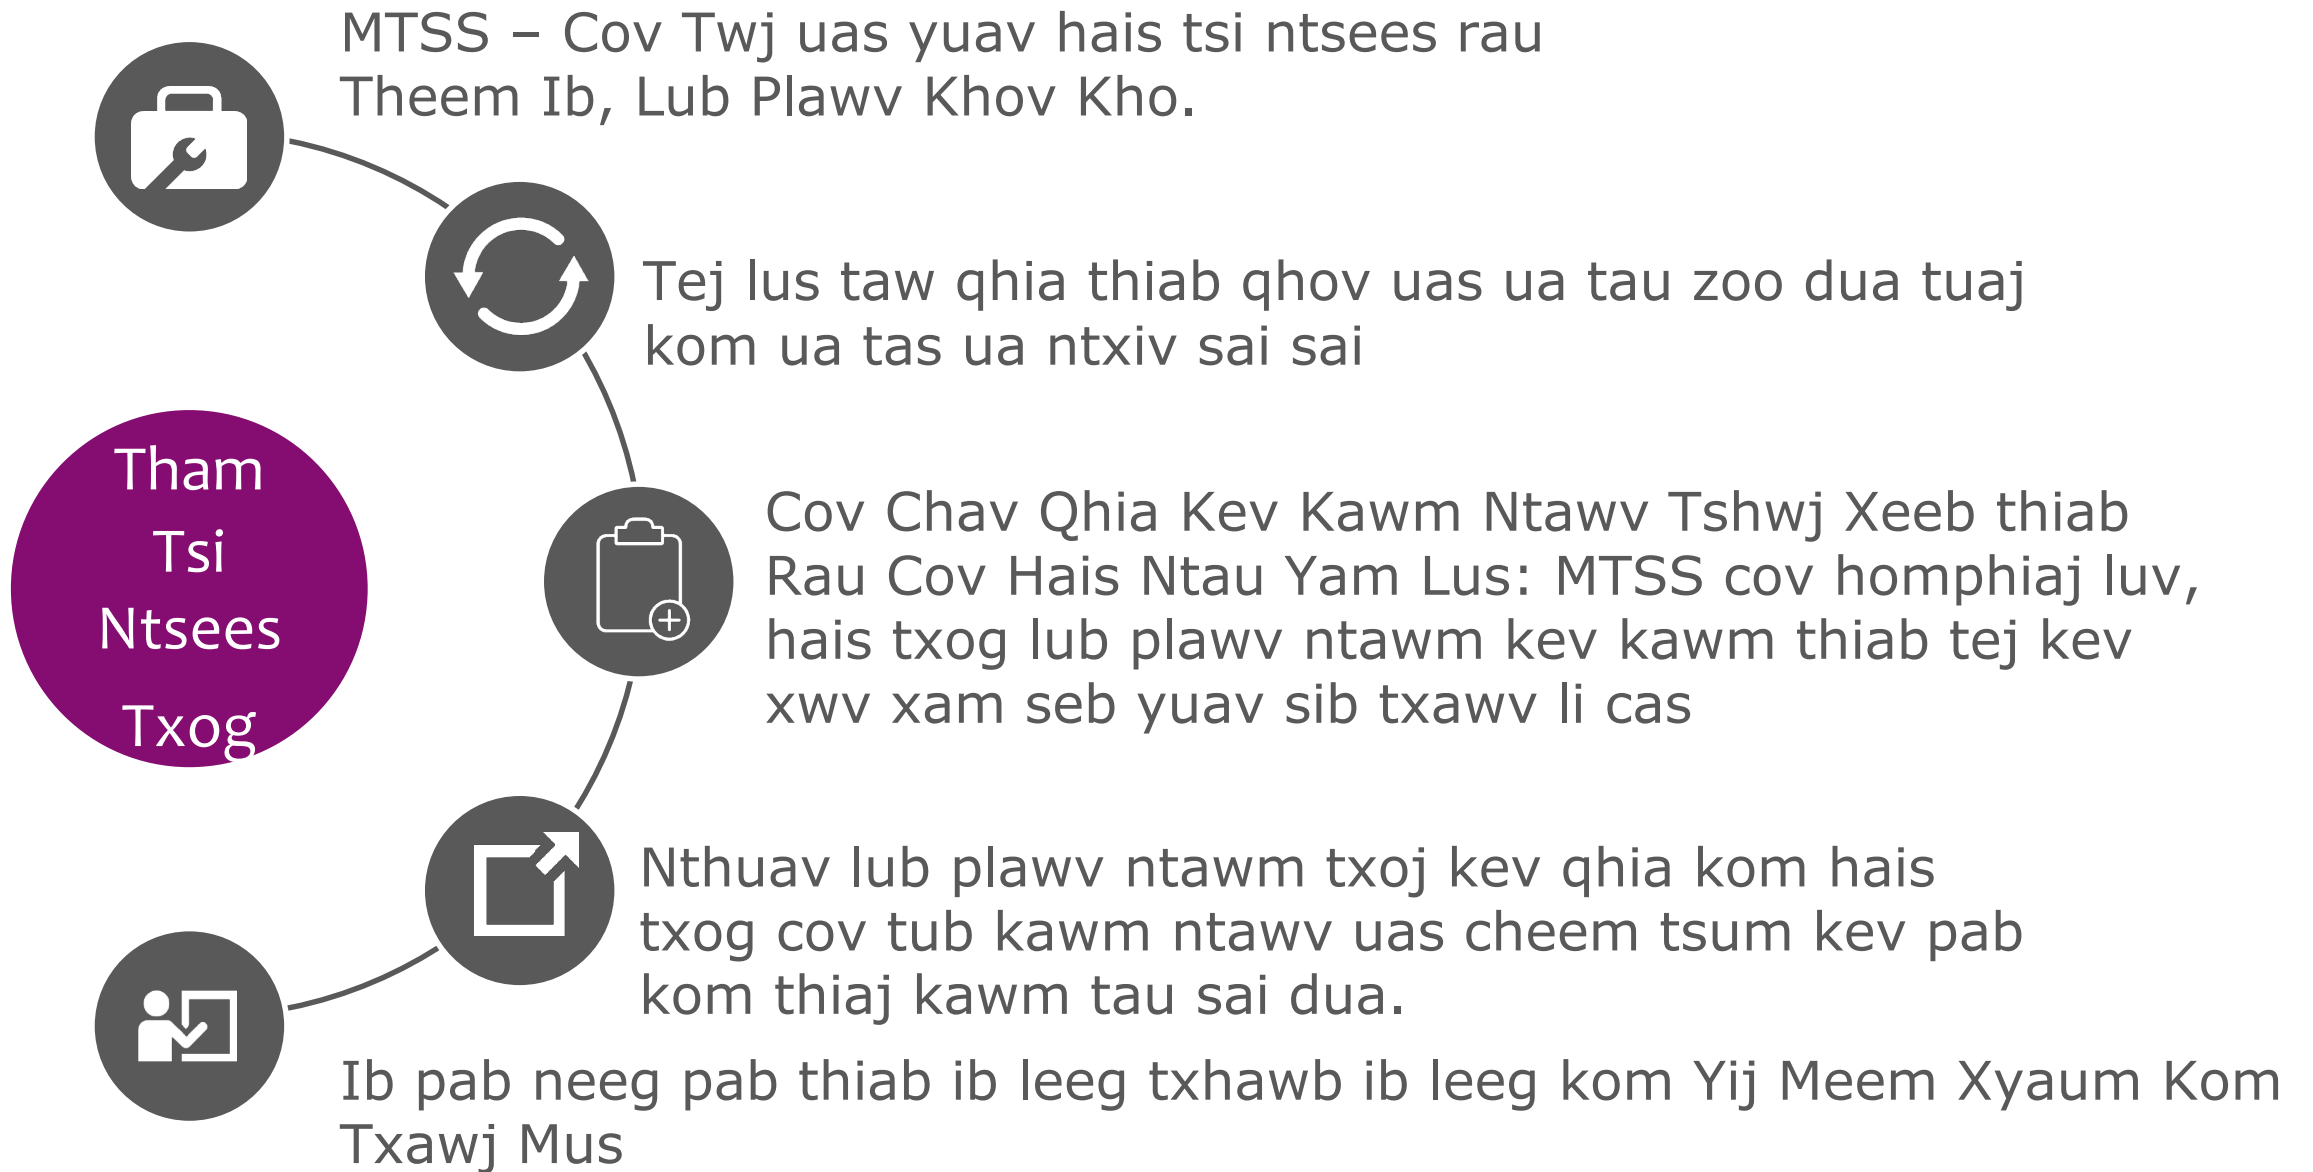 MTSS – Cov Twj uas yuav hais tsi ntsees rau
Theem Ib, Lub Plawv Khov Kho.
Tej lus taw qhia thiab qhov uas ua tau zoo dua tuaj
kom ua tas ua ntxiv sai sai
Tham
Tsi
Ntsees
Txog
Cov Chav Qhia Kev Kawm Ntawv Tshwj Xeeb thiab
Rau Cov Hais Ntau Yam Lus: MTSS cov homphiaj luv,
hais txog lub plawv ntawm kev kawm thiab tej kev
xwv xam seb yuav sib txawv li cas
Nthuav lub plawv ntawm txoj kev qhia kom hais
txog cov tub kawm ntawv uas cheem tsum kev pab
kom thiaj kawm tau sai dua.
Ib pab neeg pab thiab ib leeg txhawb ib leeg kom Yij Meem Xyaum Kom
Txawj Mus